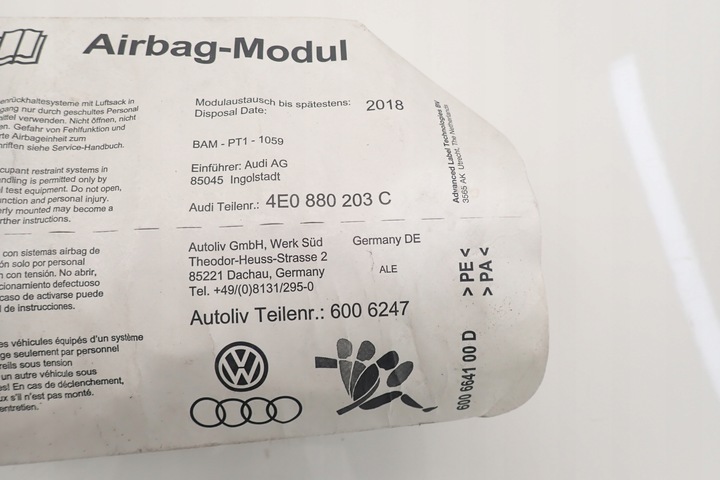 Airbag-Modul
enrückhaltesysteme mit Luftsack in
gang nur durch geschultes Personal
ittel verwenden. Nicht öffnen, nicht
en. Gefahr von Fehlfunktion und
rte Airbageinheit zum
riften siehe Service-Handbuch.
cupant restraint systems in
ndling is permitted only by
l test equipment. Do not open,
unction and personal injury.
erly mounted may become a
rther instructions.
con sistemas airbag de
ón solo por personal
n con tensión. No abrir,
cionamiento defectuoso
caso de activarse puede
l de instrucciones.
es véhicules équipés d'un système
ge seulement par personnel
reils sous tension
un autre véhicule sous
es! En cas de déclenchement,
ux s'il n'est pas monté.
entretien.
Modulaustausch bis spätestens: 2018
Disposal Date:
BAM - PT1 - 1059
Einführer: Audi AG
85045 Ingolstadt
Audi Teilenr.: 4E0 880 203 C
Autoliv GmbH, Werk Süd Germany DE
Theodor-Heuss-Strasse 2
85221 Dachau, Germany ALE
Tel. +49/(0)8131/295-0
Autoliv Teilenr.: 600 6247
Advanced Label Technologies BV
3565 AK Utrecht, The Netherlands
> PE <
> PA <
600 6641 00 D